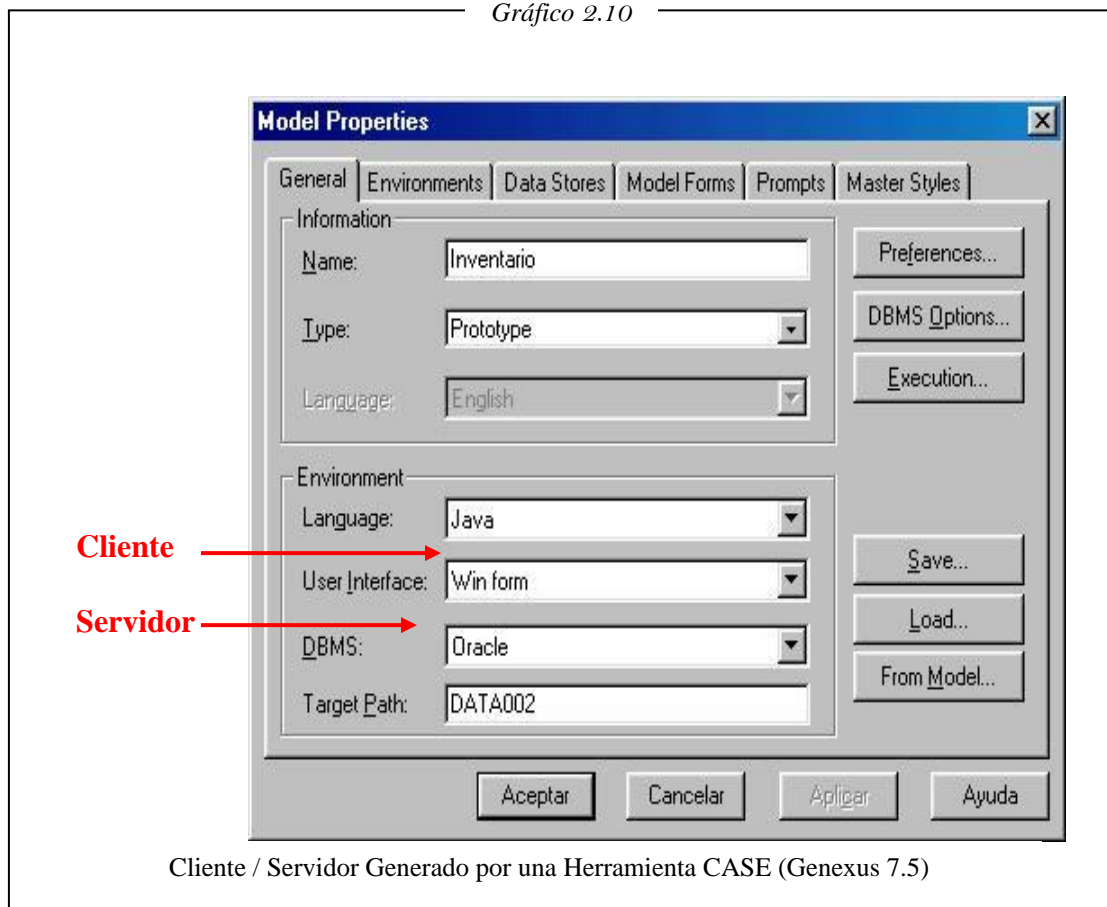 Gráfico 2.10
Model Properties
General Environments Data Stores Model Forms Prompts Master Styles
Information
Name: Inventario
Preferences...
Type: Prototype
DBMS Options...
Language: English
Execution...
Environment
Language: Java
Cliente
User Interface: Win form
Save...
Servidor
DBMS: Oracle
Load...
Target Path: DATA002
From Model...
Aceptar Cancelar Aplicar Ayuda
Cliente / Servidor Generado por una Herramienta CASE (Genexus 7.5)